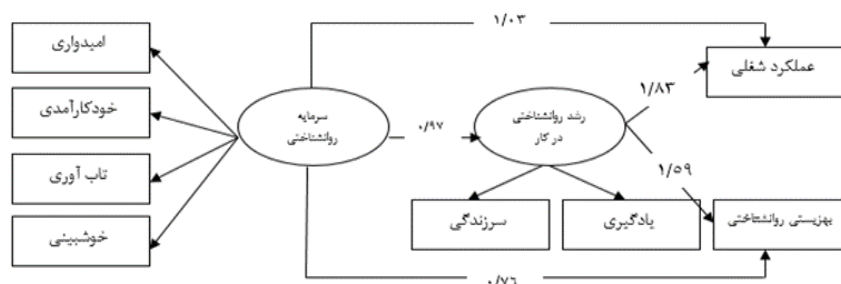 ۱/۰۳
امیدواری
عملکرد شغلی
۱/۸۳
خودکارآمدی
سرمایه
روانشناختی
۰/۹۷
رشد روانشناختی
در کار
تاب آوری
۱/۵۹
خوشبینی
سرزندگی
یادگیری
بهزیستی روانشناختی
۰/۷۶